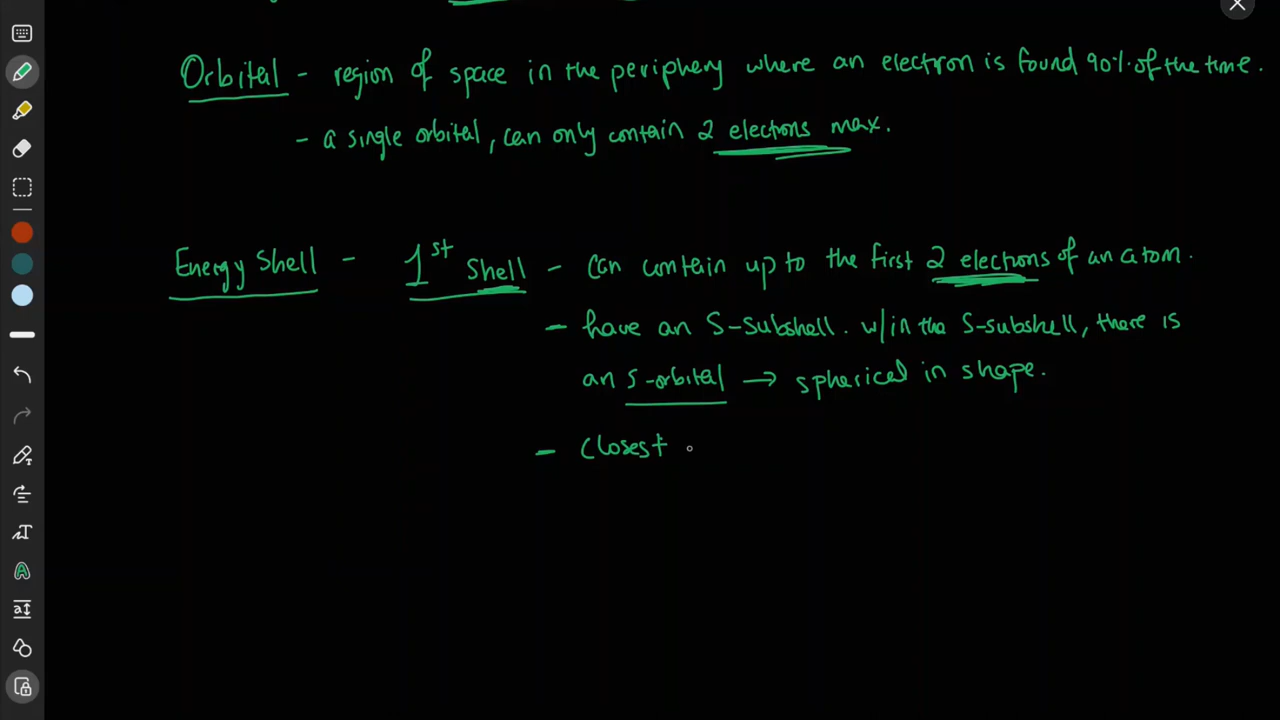 Orbital - region of space in the periphery where an electron is found 90% of the time.
- a single orbital, can only contain 2 electrons max.
Energy Shell - 1st Shell - can contain up to the first 2 electrons of an atom.
- have an S-subshell. w/in the S-subshell, there is
an s-orbital → spherical in shape.
- closest